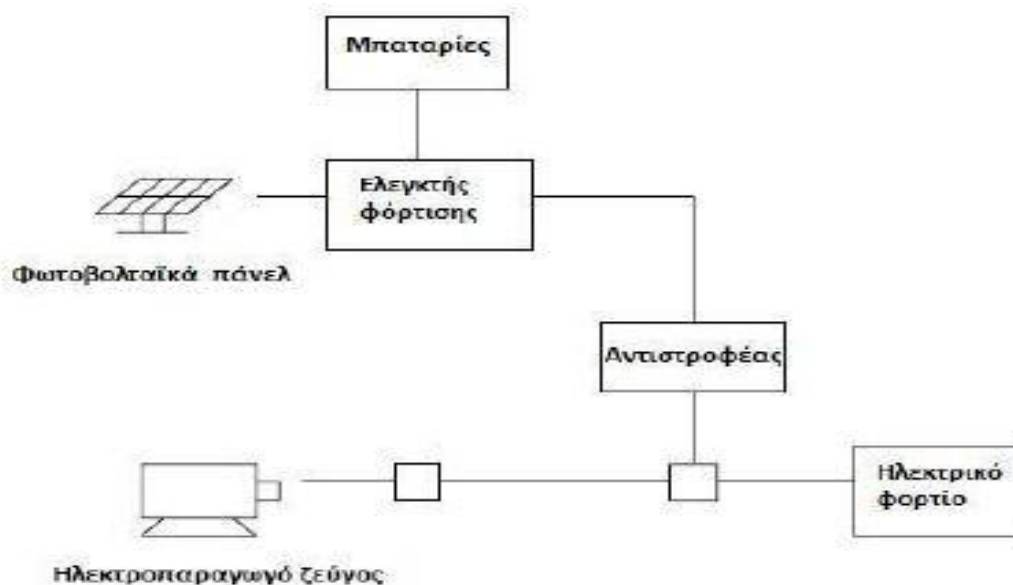 Μπαταρίες
Ελεγκτής
φόρτισης
Φωτοβολταϊκά πάνελ
Αντιστροφέας
Ηλεκτρικό
φορτίο
Ηλεκτροπαραγωγό ζεύγος